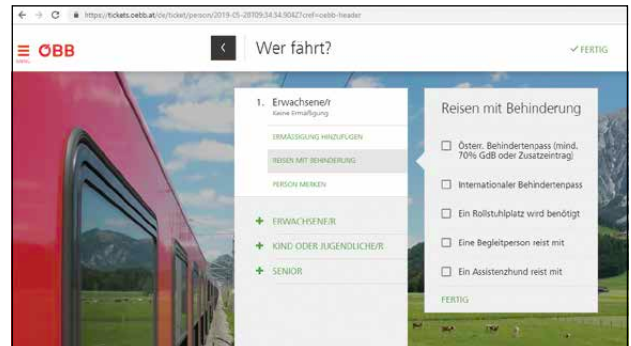 https://tickets.oebb.at/de/ticket/person/2019-05-28T09:34:34.904Z?cref=oebb-header
ÖBB
Wer fährt?
FERTIG
1. Erwachsene/r
Keine Ermäßigung
ERMÄSSIGUNG HINZUFÜGEN
REISEN MIT BEHINDERUNG
PERSON MERKEN
ERWACHSENE/R
KIND ODER JUGENDLICHE/R
SENIOR
Reisen mit Behinderung
Österr. Behindertenpass (mind.
70% GdB oder Zusatzeintrag)
Internationaler Behindertenpass
Ein Rollstuhlplatz wird benötigt
Eine Begleitperson reist mit
Ein Assistenzhund reist mit
FERTIG